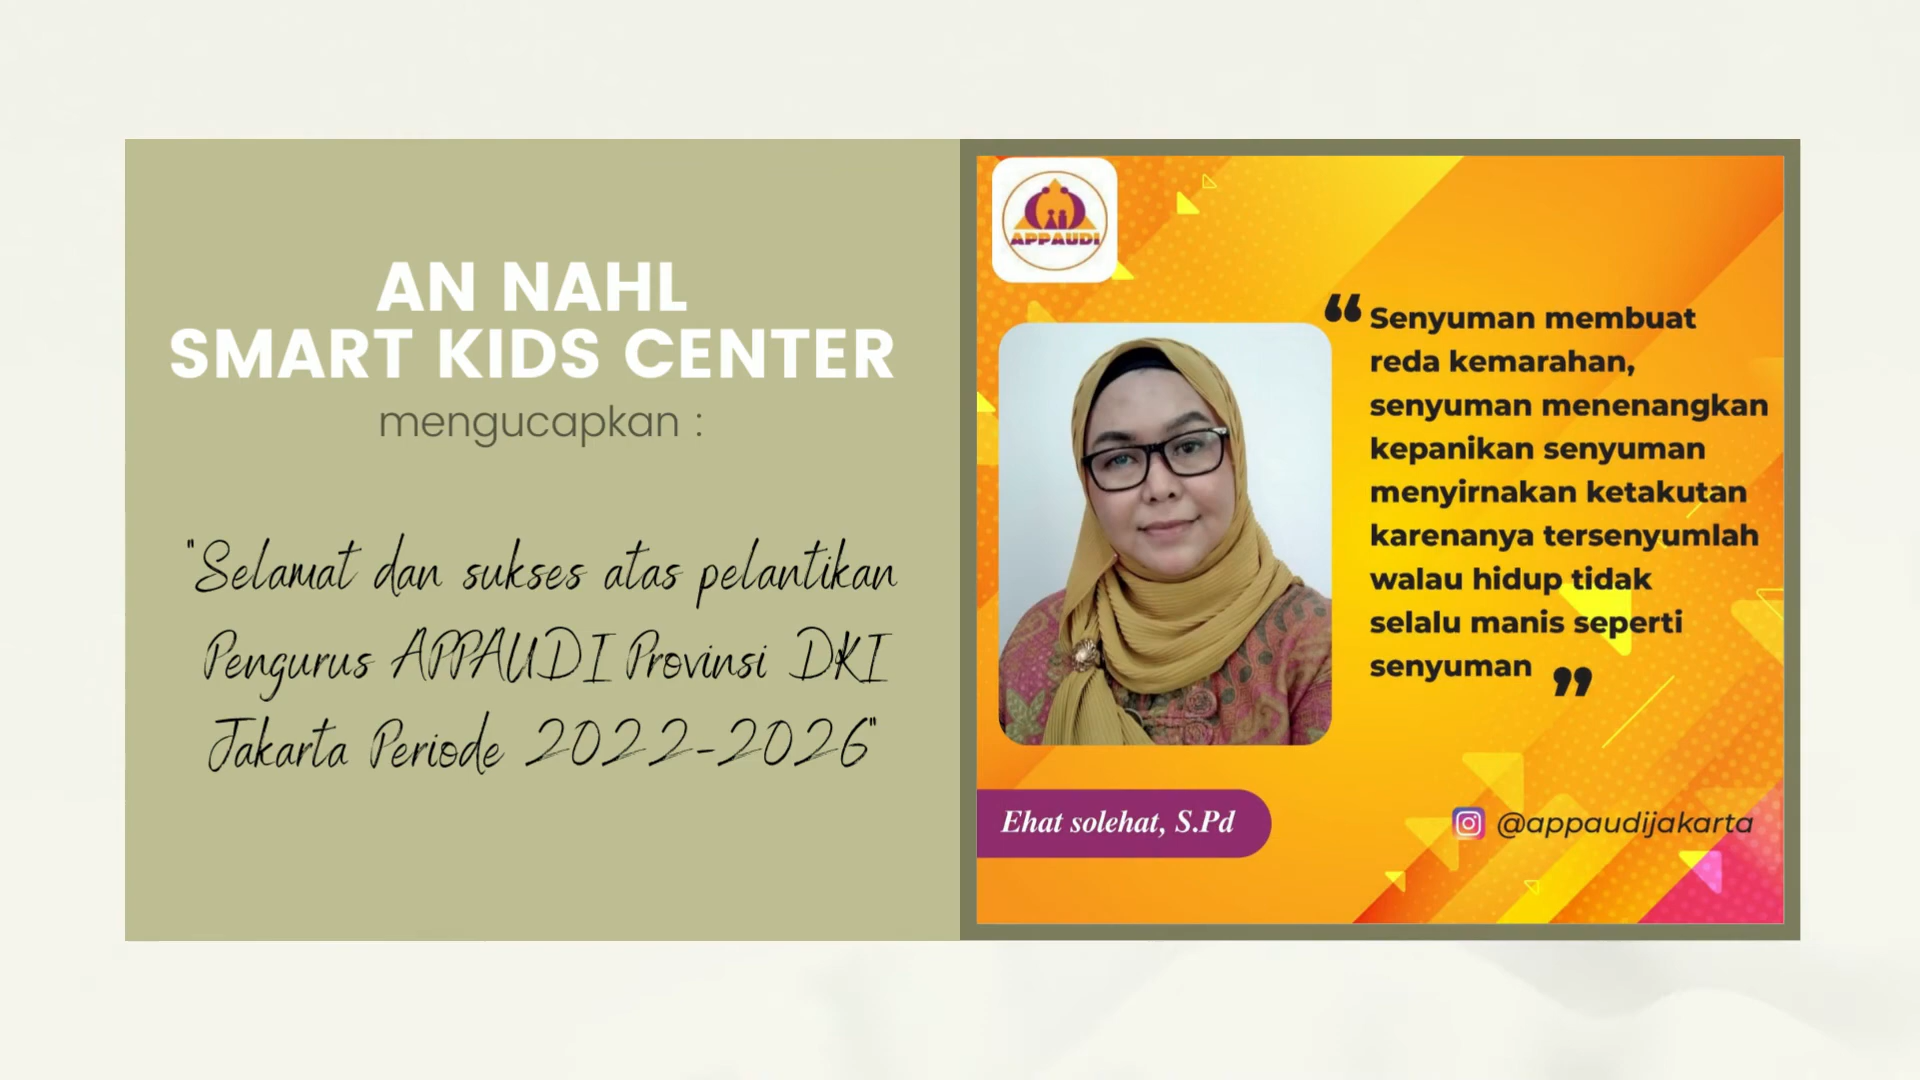 AN NAHL
SMART KIDS CENTER
mengucapkan :
"Selamat dan sukses atas pelantikan
Pengurus APPAUDI Provinsi DKI
Jakarta Periode 2022-2026"
APPAUDI
“ Senyuman membuat
reda kemarahan,
senyuman menenangkan
kepanikan senyuman
menyirnakan ketakutan
karenanya tersenyumlah
walau hidup tidak
selalu manis seperti
senyuman ”
Ehat solehat, S.Pd
@appaudijakarta